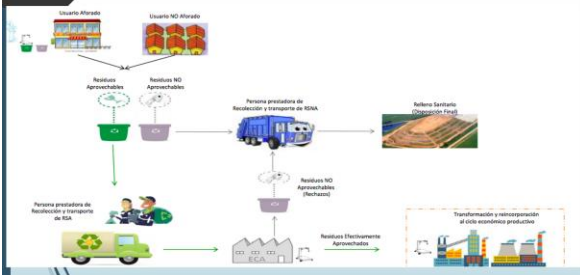 Usuario Aforado
Usuario NO Aforado
Residuos
Aprovechables
Residuos NO
Aprovechables
Persona prestadora de
Recolección y transporte de RSNA
Relleno Sanitario
(Disposición Final)
Residuos NO
Aprovechables
(Rechazos)
Persona prestadora de
Recolección y transporte
de RSA
Transformación y reincorporación
al ciclo económico productivo
Residuos Efectivamente
Aprovechados
ECA